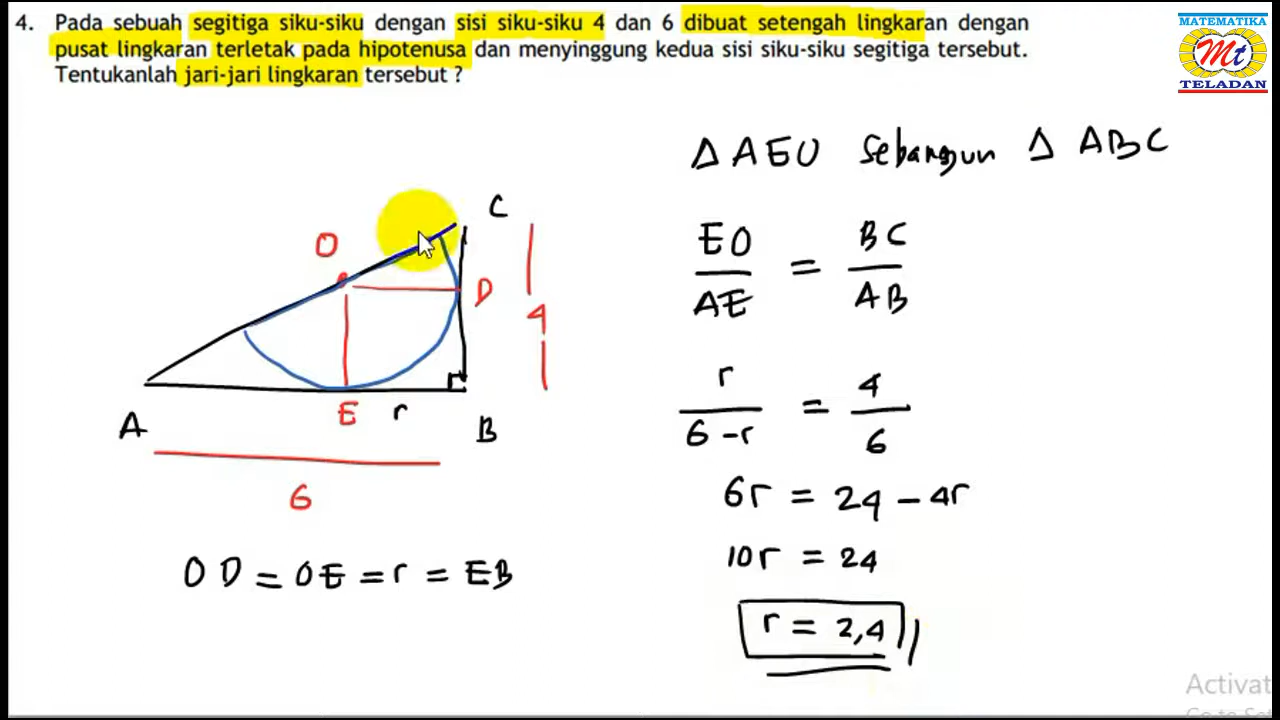 4. Pada sebuah segitiga siku-siku dengan sisi siku-siku 4 dan 6 dibuat setengah lingkaran dengan
pusat lingkaran terletak pada hipotenusa dan menyinggung kedua sisi siku-siku segitiga tersebut.
Tentukanlah jari-jari lingkaran tersebut ?
MATEMATIKA
Mt
TELADAN
Δ AEO sebangun Δ ABC
C
O
D
4
E
r
A
B
6
OD = OE = r = EB
EO/AE = BC/AB
r/6-r = 4/6
6r = 24 - 4r
10r = 24
r = 2,4
Activat